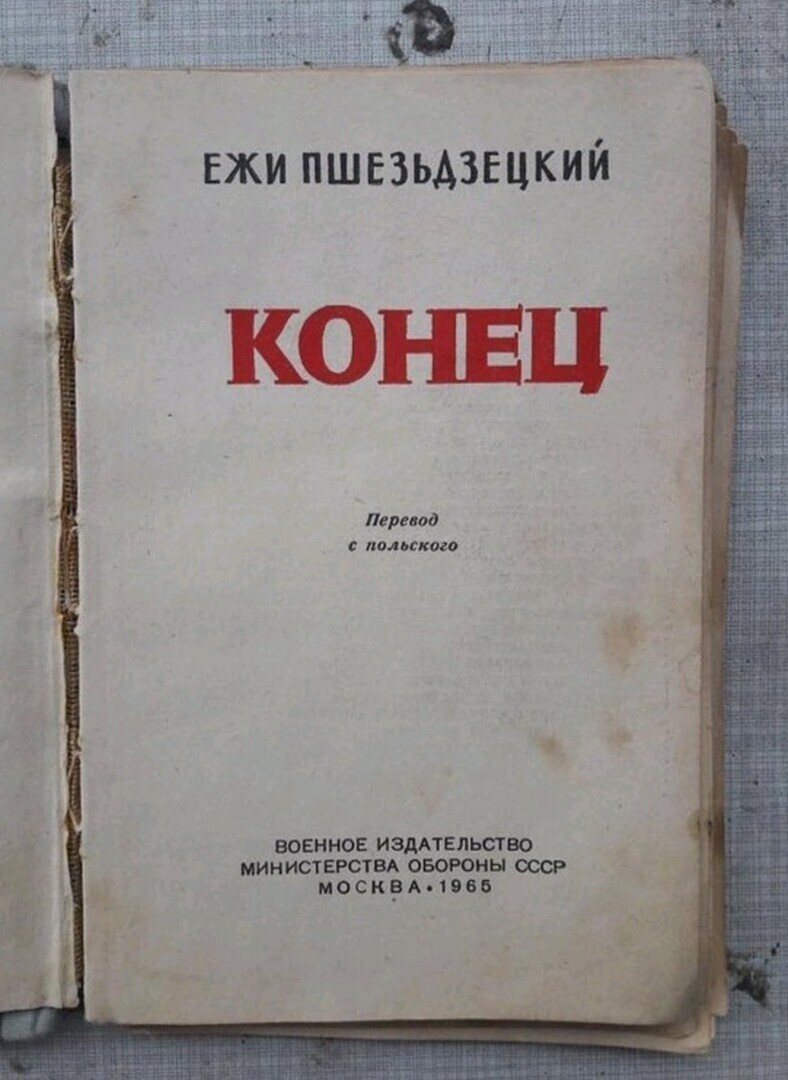 ЕЖИ ПШЕЗЬДЗЕЦКИЙ
КОНЕЦ
Перевод
с польского
ВОЕННОЕ ИЗДАТЕЛЬСТВО
МИНИСТЕРСТВА ОБОРОНЫ СССР
МОСКВА • 1965